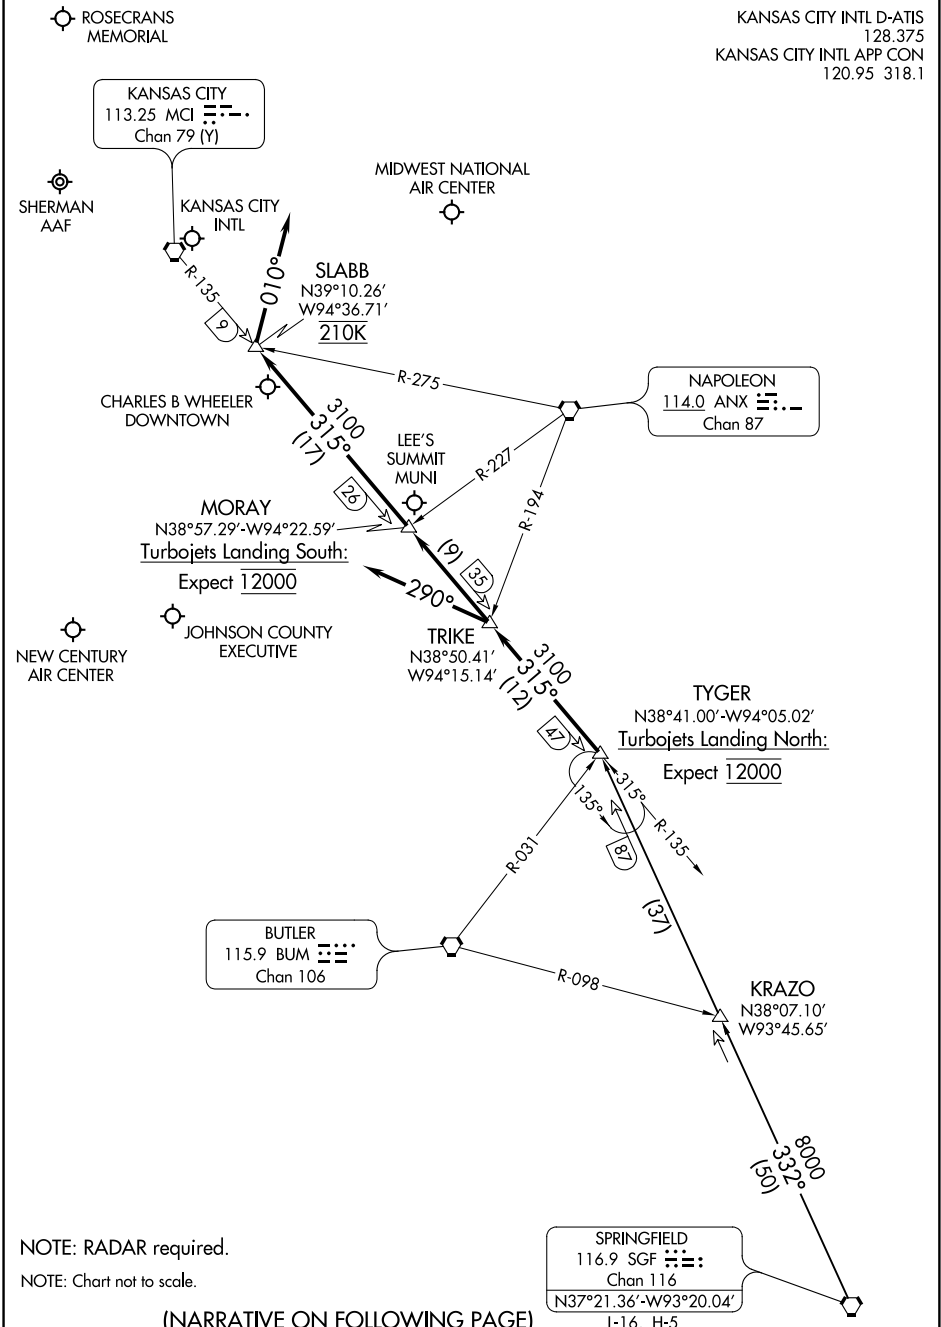 ROSECRANS
MEMORIAL
KANSAS CITY INTL D-ATIS
128.375
KANSAS CITY INTL APP CON
120.95 318.1
KANSAS CITY
113.25 MCI
Chan 79 (Y)
SHERMAN
AAF
KANSAS CITY
INTL
MIDWEST NATIONAL
AIR CENTER
R-135
9
010°
SLABB
N39°10.26'
W94°36.71'
210K
R-275
NAPOLEON
114.0 ANX
Chan 87
CHARLES B WHEELER
DOWNTOWN
3100
315°
(17)
LEE'S
SUMMIT
MUNI
R-227
R-194
26
MORAY
N38°57.29'-W94°22.59'
Turbojets Landing South:
Expect 12000
(9)
35
290°
NEW CENTURY
AIR CENTER
JOHNSON COUNTY
EXECUTIVE
TRIKE
N38°50.41'
W94°15.14'
3100
315°
(12)
TYGER
N38°41.00'-W94°05.02'
Turbojets Landing North:
Expect 12000
47
135°
315°
R-135
R-031
87
(37)
BUTLER
115.9 BUM
Chan 106
R-098
KRAZO
N38°07.10'
W93°45.65'
8000
332°
(50)
NOTE: RADAR required.
NOTE: Chart not to scale.
SPRINGFIELD
116.9 SGF
Chan 116
N37°21.36'-W93°20.04'
L-16, H-5
(NARRATIVE ON FOLLOWING PAGE)